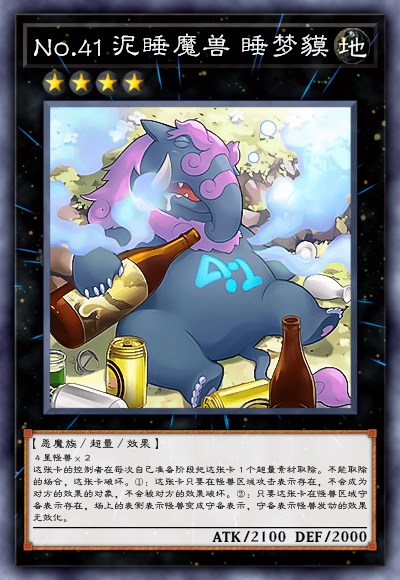 No.41 泥睡魔兽 睡梦貘 地
41
【恶魔族／超量／效果】
4星怪兽×2
这张卡的控制者在每次自己准备阶段把这张卡1个超量素材取除。不能取除
的场合，这张卡破坏。①：这张卡只要在怪兽区域攻击表示存在，不会成为
对方的效果的对象，不会被对方的效果破坏。②：只要这张卡在怪兽区域守
备表示存在，场上的表侧表示怪兽变成守备表示，守备表示怪兽发动的效果
无效化。
ATK/2100 DEF/2000